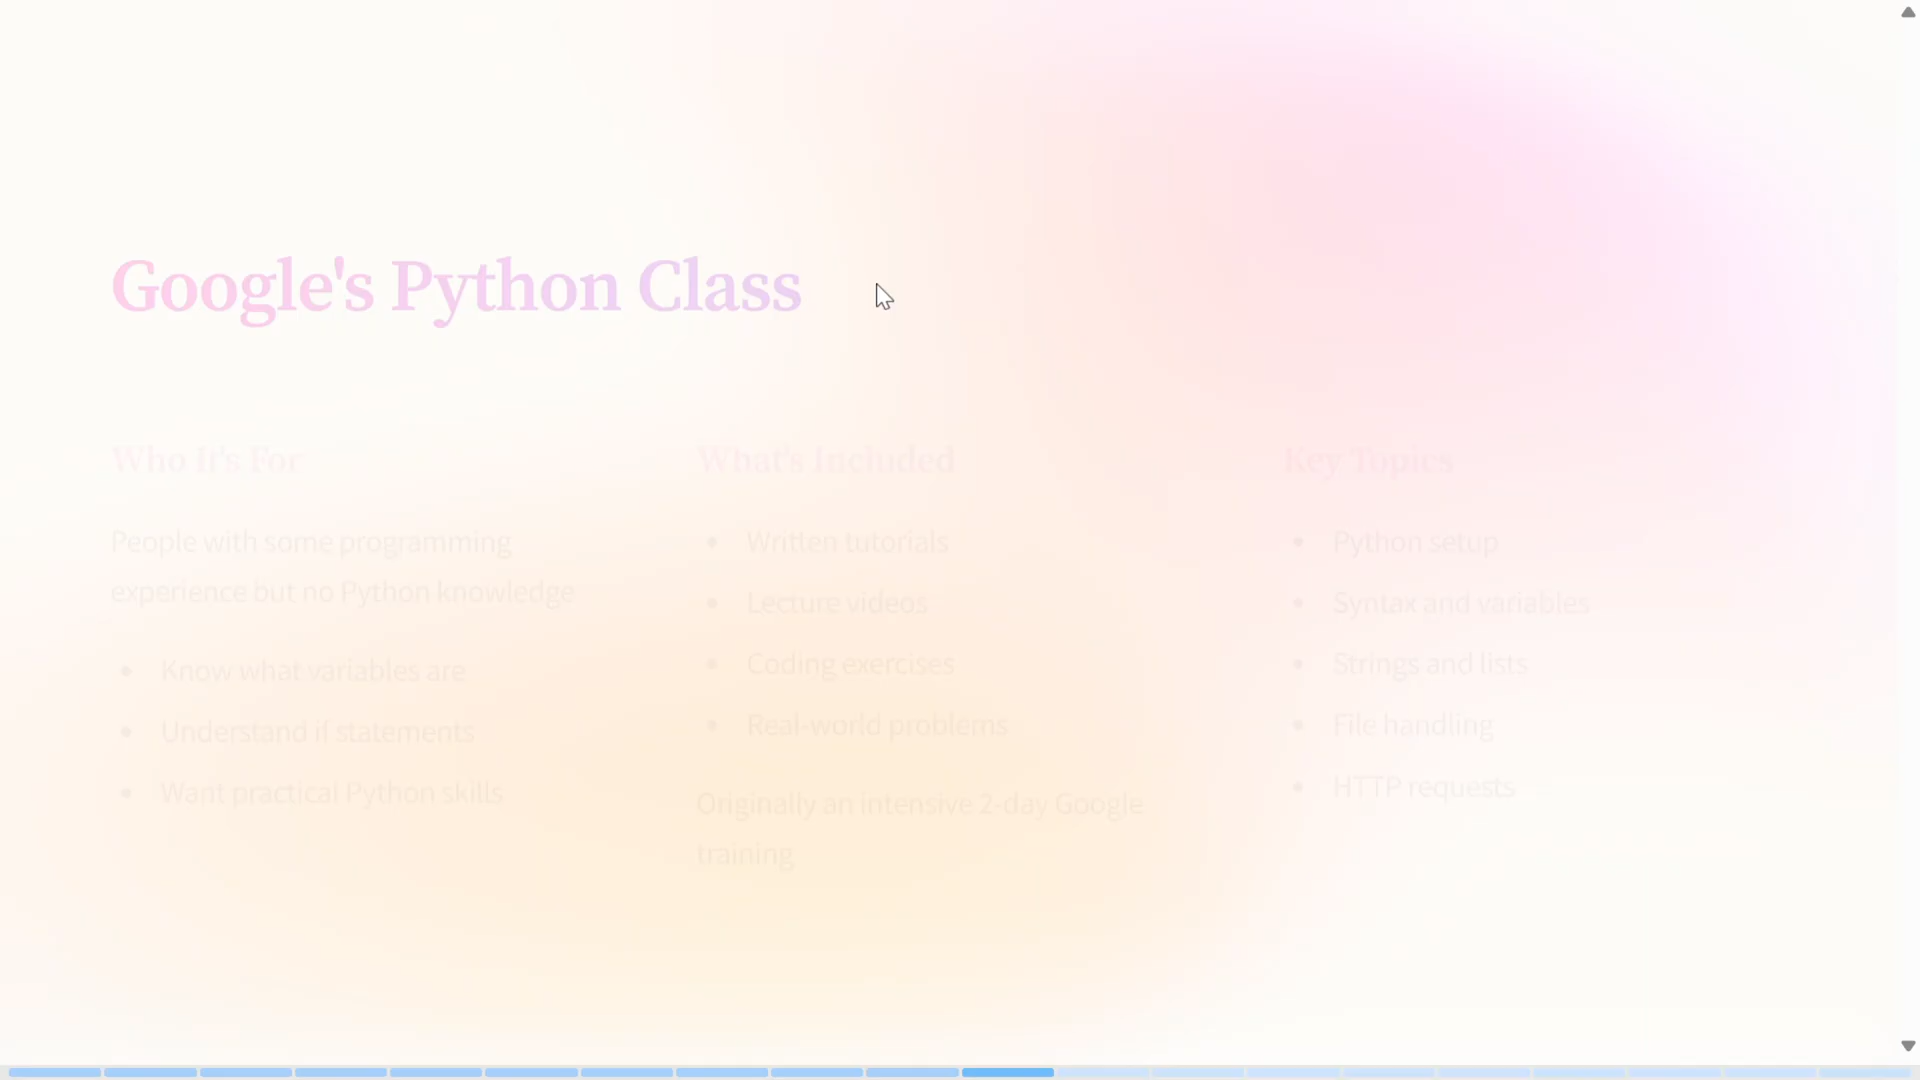 Google's Python Class
Who It's For
People with some programming
experience but no Python knowledge
• Know what variables are
• Understand if statements
• Want practical Python skills
What's Included
• Written tutorials
• Lecture videos
• Coding exercises
• Real-world problems
Originally an intensive 2-day Google
training
Key Topics
• Python setup
• Syntax and variables
• Strings and lists
• File handling
• HTTP requests